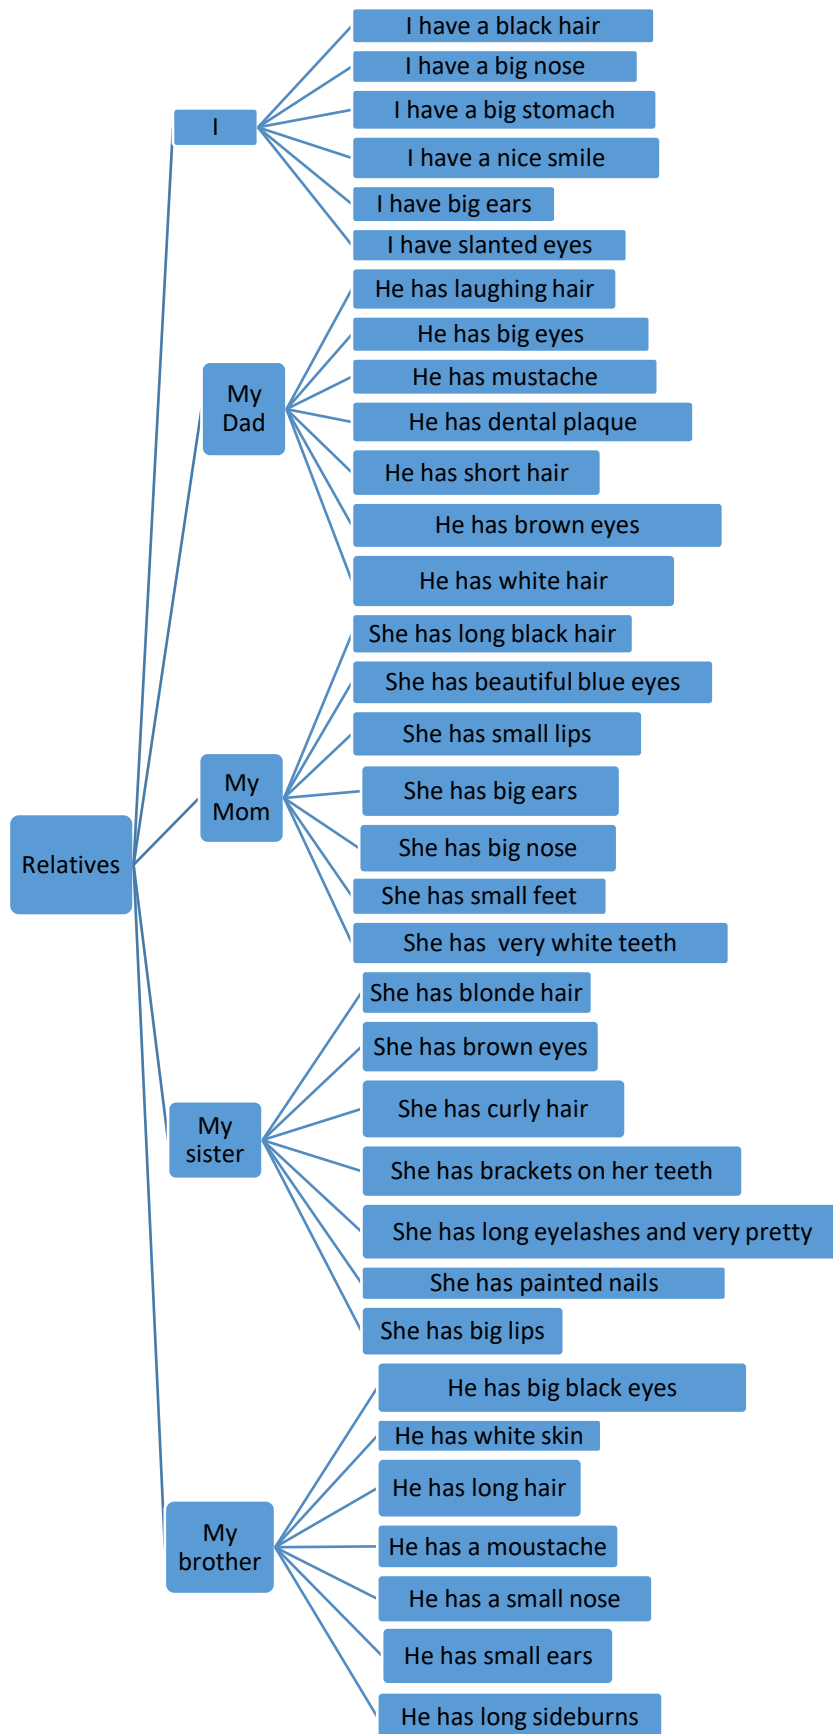 Relatives
I
I have a black hair
I have a big nose
I have a big stomach
I have a nice smile
I have big ears
I have slanted eyes
My
Dad
He has laughing hair
He has big eyes
He has mustache
He has dental plaque
He has short hair
He has brown eyes
He has white hair
My
Mom
She has long black hair
She has beautiful blue eyes
She has small lips
She has big ears
She has big nose
She has small feet
She has  very white teeth
My
sister
She has blonde hair
She has brown eyes
She has curly hair
She has brackets on her teeth
She has long eyelashes and very pretty
She has painted nails
She has big lips
My
brother
He has big black eyes
He has white skin
He has long hair
He has a moustache
He has a small nose
He has small ears
He has long sideburns